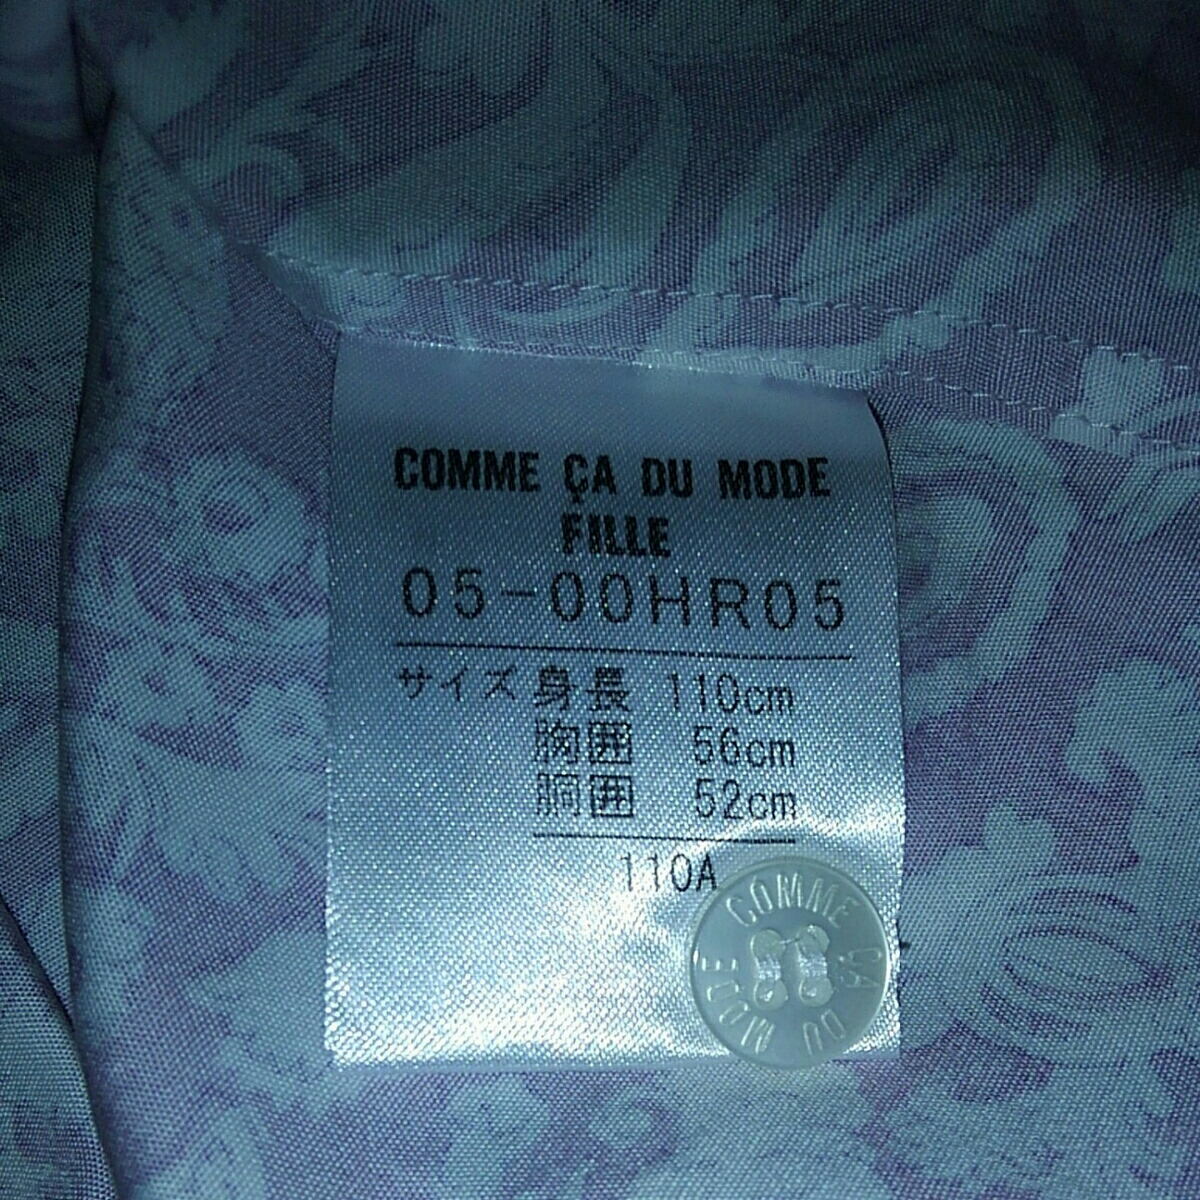 COMME ÇA DU MODE
FILLE
05-00HR05
サイズ 身長 110cm
胸囲 56cm
胴囲 52cm
110A
COMME ÇA DU MODE